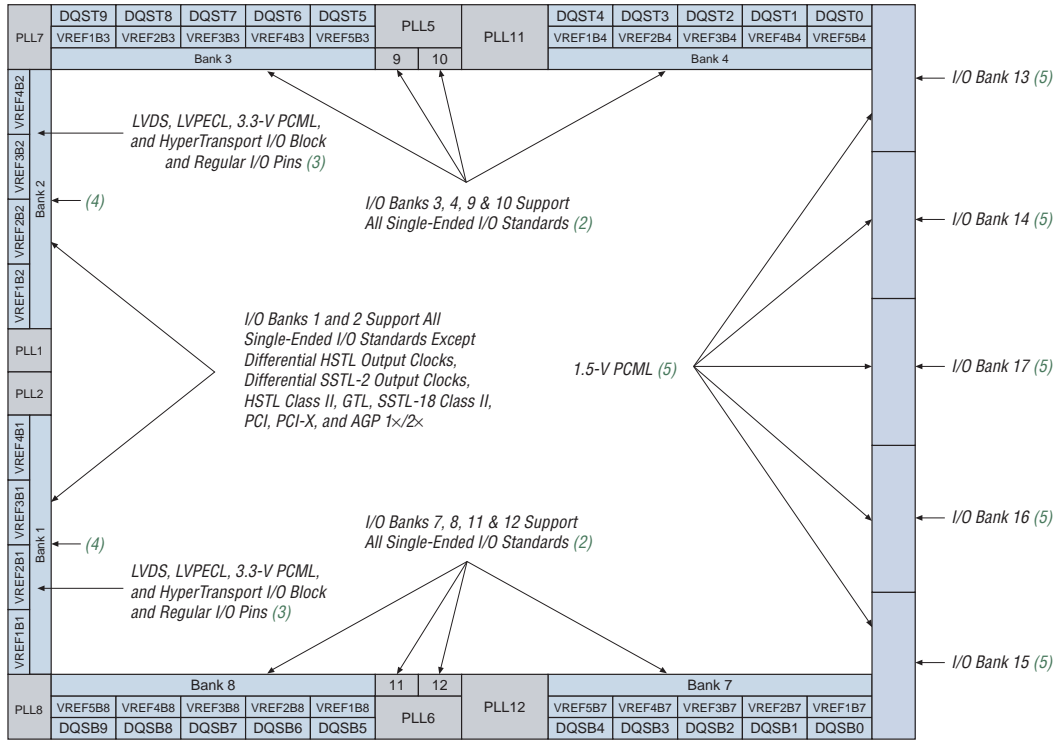 PLL7
DQST9 DQST8 DQST7 DQST6 DQST5
VREF1B3 VREF2B3 VREF3B3 VREF4B3 VREF5B3
Bank 3
PLL5
9 10
PLL11
DQST4 DQST3 DQST2 DQST1 DQST0
VREF1B4 VREF2B4 VREF3B4 VREF4B4 VREF5B4
Bank 4
VREF4B2
VREF3B2
VREF2B2
VREF1B2
Bank 2
LVDS, LVPECL, 3.3-V PCML,
and HyperTransport I/O Block
and Regular I/O Pins (3)
(4)
I/O Banks 3, 4, 9 & 10 Support
All Single-Ended I/O Standards (2)
I/O Bank 13 (5)
I/O Bank 14 (5)
PLL1
PLL2
I/O Banks 1 and 2 Support All
Single-Ended I/O Standards Except
Differential HSTL Output Clocks,
Differential SSTL-2 Output Clocks,
HSTL Class II, GTL, SSTL-18 Class II,
PCI, PCI-X, and AGP 1×/2×
1.5-V PCML (5)
I/O Bank 17 (5)
VREF4B1
VREF3B1
VREF2B1
VREF1B1
Bank 1
(4)
I/O Banks 7, 8, 11 & 12 Support
All Single-Ended I/O Standards (2)
I/O Bank 16 (5)
LVDS, LVPECL, 3.3-V PCML,
and HyperTransport I/O Block
and Regular I/O Pins (3)
I/O Bank 15 (5)
PLL8
Bank 8
VREF5B8 VREF4B8 VREF3B8 VREF2B8 VREF1B8
DQSB9 DQSB8 DQSB7 DQSB6 DQSB5
11 12
PLL6
PLL12
Bank 7
VREF5B7 VREF4B7 VREF3B7 VREF2B7 VREF1B7
DQSB4 DQSB3 DQSB2 DQSB1 DQSB0